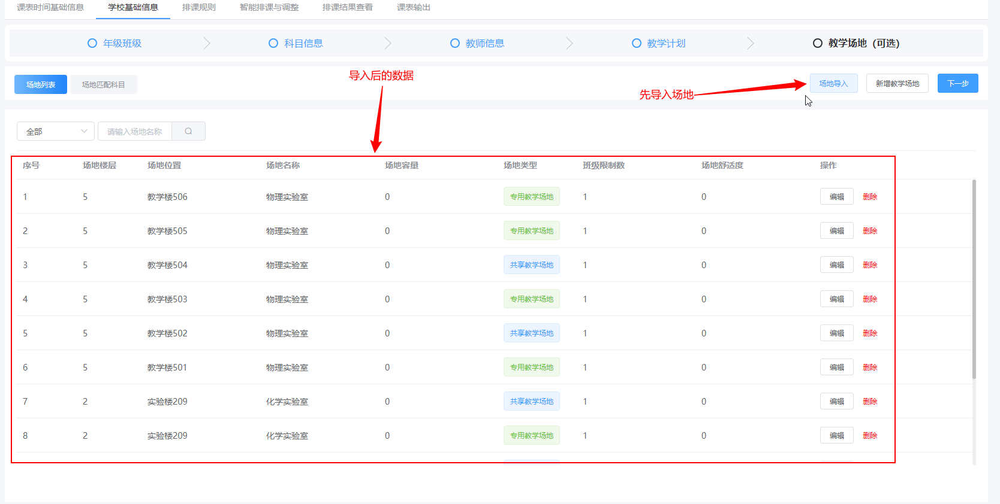 课表时间基础信息 学校基础信息 排课规则 智能排课与调整 排课结果查看 课表输出
年级班级 科目信息 教师信息 教学计划 教学场地（可选）
导入后的数据
场地列表 场地匹配科目 先导入场地 场地导入 新增教学场地 下一步
全部 请输入场地名称
序号 场地楼层 场地位置 场地名称 场地容量 场地类型 班级限制数 场地舒适度 操作
1 5 教学楼506 物理实验室 0 专用教学场地 1 0 编辑 删除
2 5 教学楼505 物理实验室 0 专用教学场地 1 0 编辑 删除
3 5 教学楼504 物理实验室 0 共享教学场地 1 0 编辑 删除
4 5 教学楼503 物理实验室 0 专用教学场地 1 0 编辑 删除
5 5 教学楼502 物理实验室 0 共享教学场地 1 0 编辑 删除
6 5 教学楼501 物理实验室 0 专用教学场地 1 0 编辑 删除
7 2 实验楼209 化学实验室 0 共享教学场地 1 0 编辑 删除
8 2 实验楼209 化学实验室 0 专用教学场地 1 0 编辑 删除